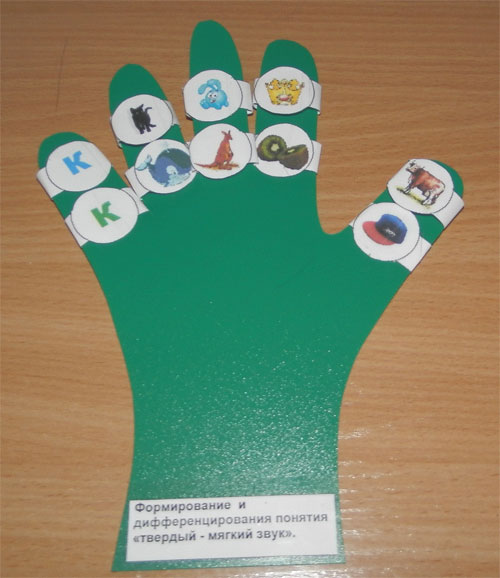 К
К
Формирование и
дифференцирования понятия
«твердый - мягкий звук».